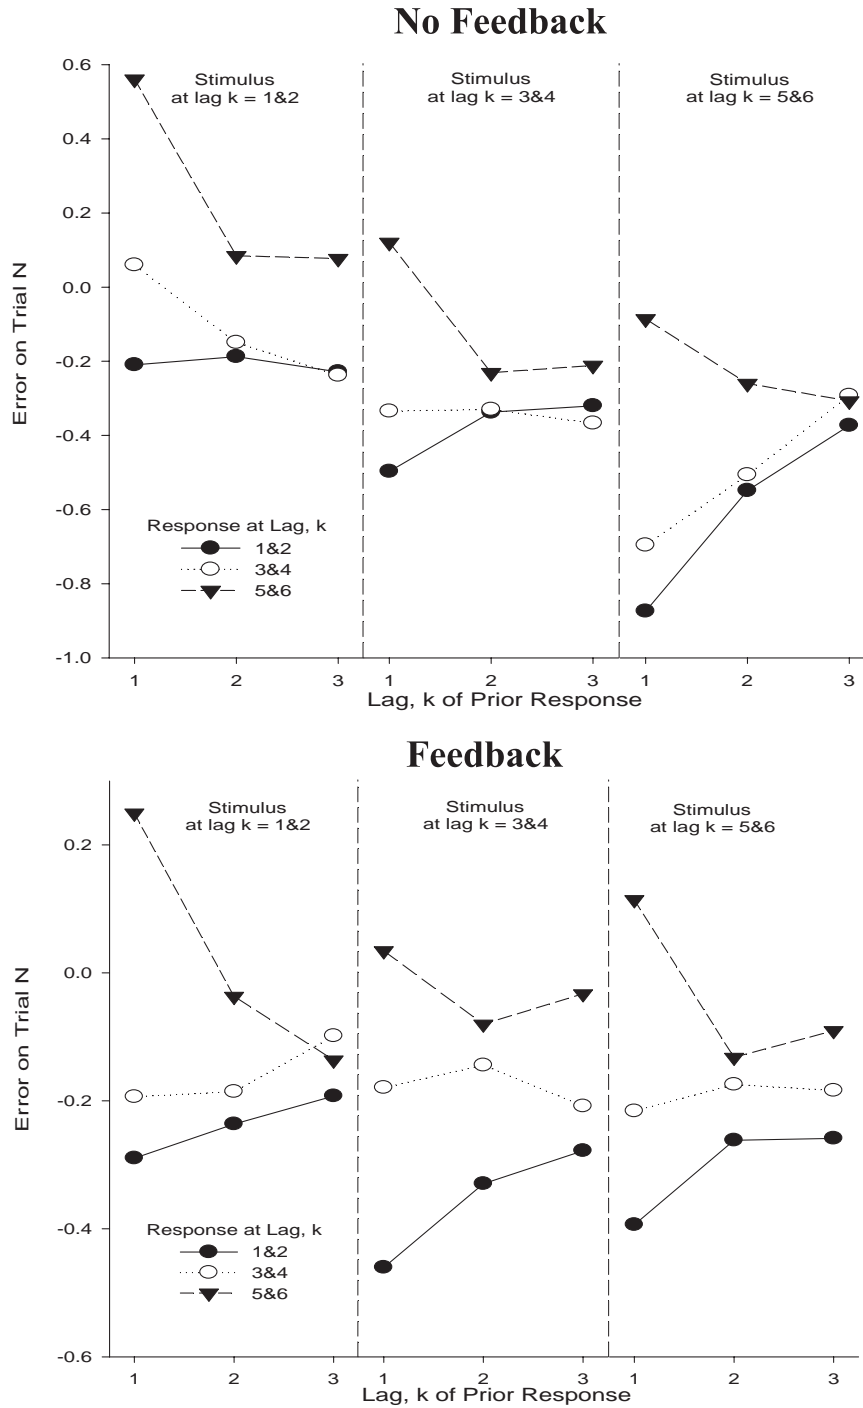 No Feedback
0.6
0.4
0.2
0.0
-0.2
-0.4
-0.6
-0.8
-1.0
Error on Trial N
Stimulus
at lag k = 1&2
Stimulus
at lag k = 3&4
Stimulus
at lag k = 5&6
Response at Lag, k
1&2
3&4
5&6
1 2 3 1 2 3 1 2 3
Lag, k of Prior Response
Feedback
0.2
0.0
-0.2
-0.4
-0.6
Error on Trial N
Stimulus
at lag k = 1&2
Stimulus
at lag k = 3&4
Stimulus
at lag k = 5&6
Response at Lag, k
1&2
3&4
5&6
1 2 3 1 2 3 1 2 3
Lag, k of Prior Response